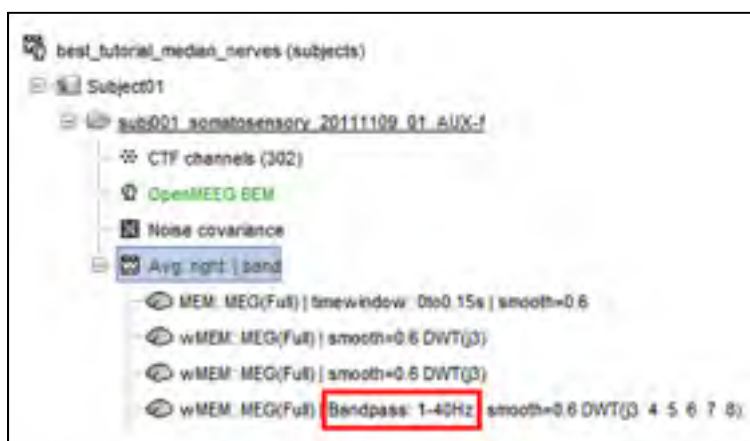 best_tutorial_median_nerves (subjects)
Subject01
subj001_somatosensory_20111109_01_AUX-f
CTF channels (302)
OpenMEEG BEM
Noise covariance
Avg: right | band
MEM: MEG(Full) | timewindow: 0to0.15s | smooth=0.6
wMEM: MEG(Full) | smooth=0.6 DWT(j3)
wMEM: MEG(Full) | smooth=0.6 DWT(j3)
wMEM: MEG(Full) | Bandpass: 1-40Hz smooth=0.6 DWT(j3 4 5 6 7 8)